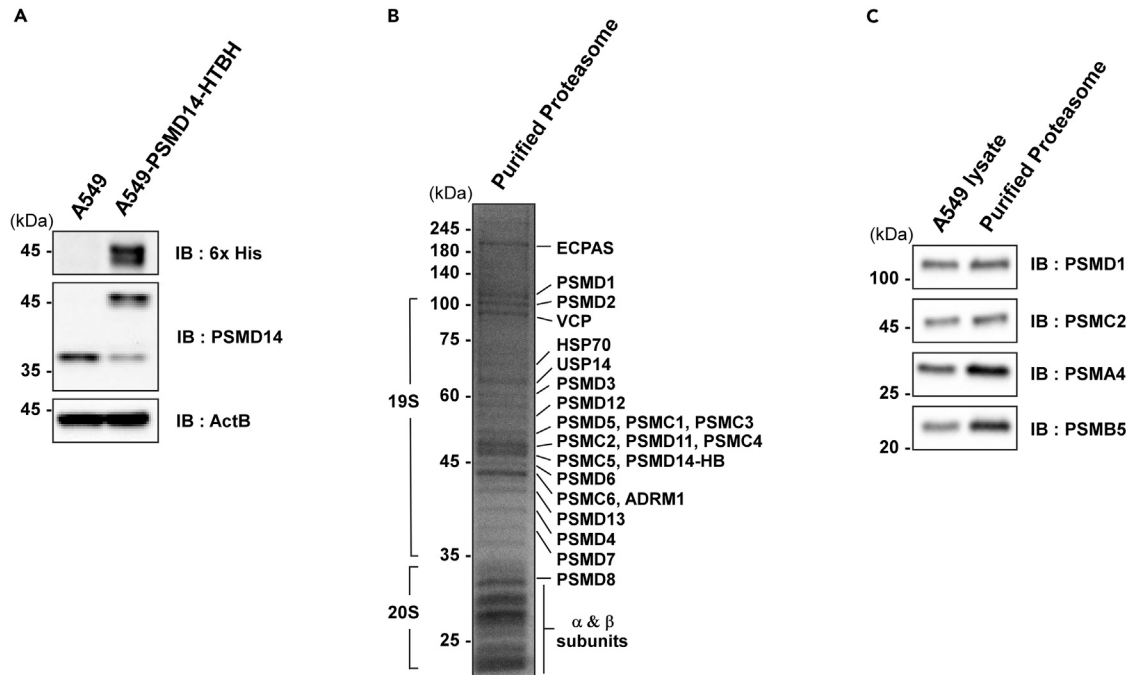 A
A549
A549-PSMD14-HTBH
(kDa)
45 -
IB : 6x His
45 -
35 -
IB : PSMD14
45 -
IB : ActB
B
Purified Proteasome
(kDa)
245 -
180 -
140 -
100 -
75 -
60 -
45 -
35 -
25 -
19S
20S
ECPAS
PSMD1
PSMD2
VCP
HSP70
USP14
PSMD3
PSMD12
PSMD5, PSMC1, PSMC3
PSMC2, PSMD11, PSMC4
PSMC5, PSMD14-HB
PSMD6
PSMC6, ADRM1
PSMD13
PSMD4
PSMD7
PSMD8
α & β
subunits
C
A549 lysate
Purified Proteasome
(kDa)
100 -
IB : PSMD1
45 -
IB : PSMC2
25 -
IB : PSMA4
20 -
IB : PSMB5